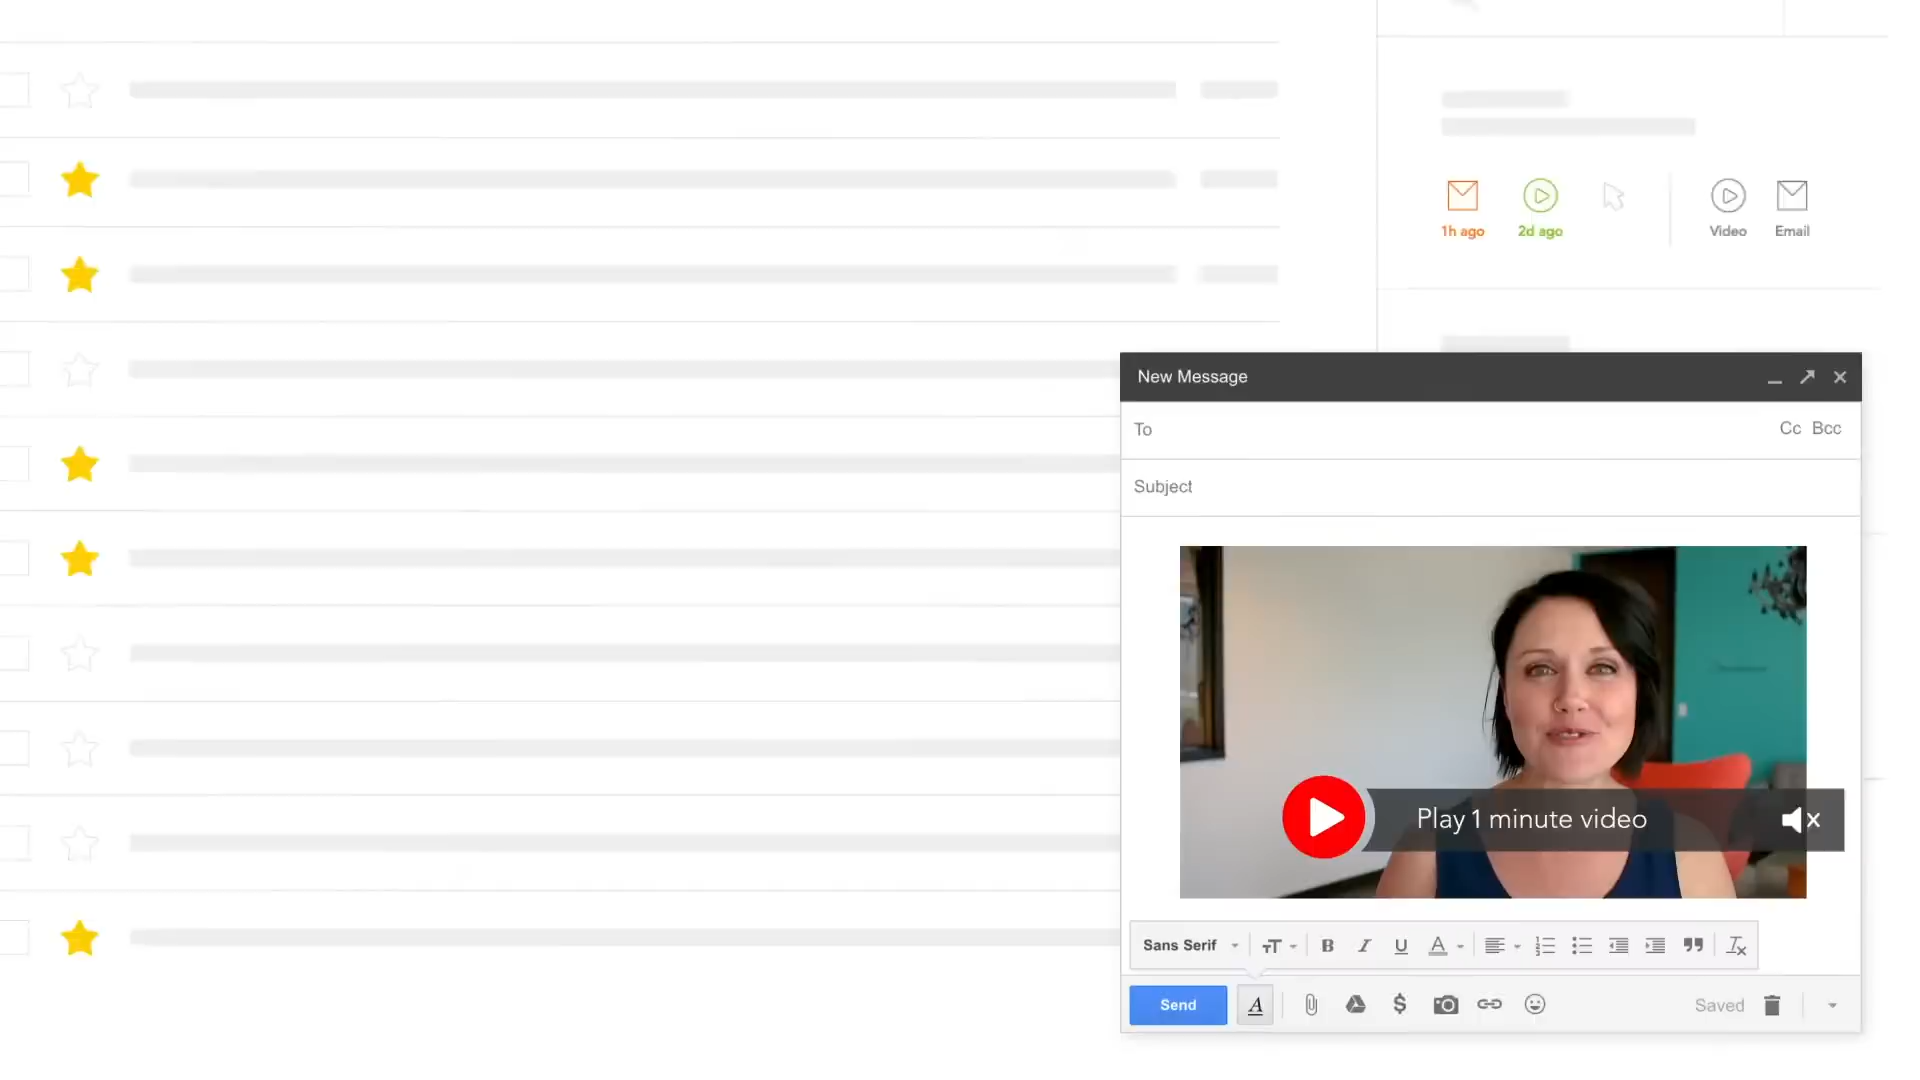 1h ago
2d ago
Video
Email
New Message
To
Cc Bcc
Subject
Play 1 minute video
Sans Serif
Send
Saved